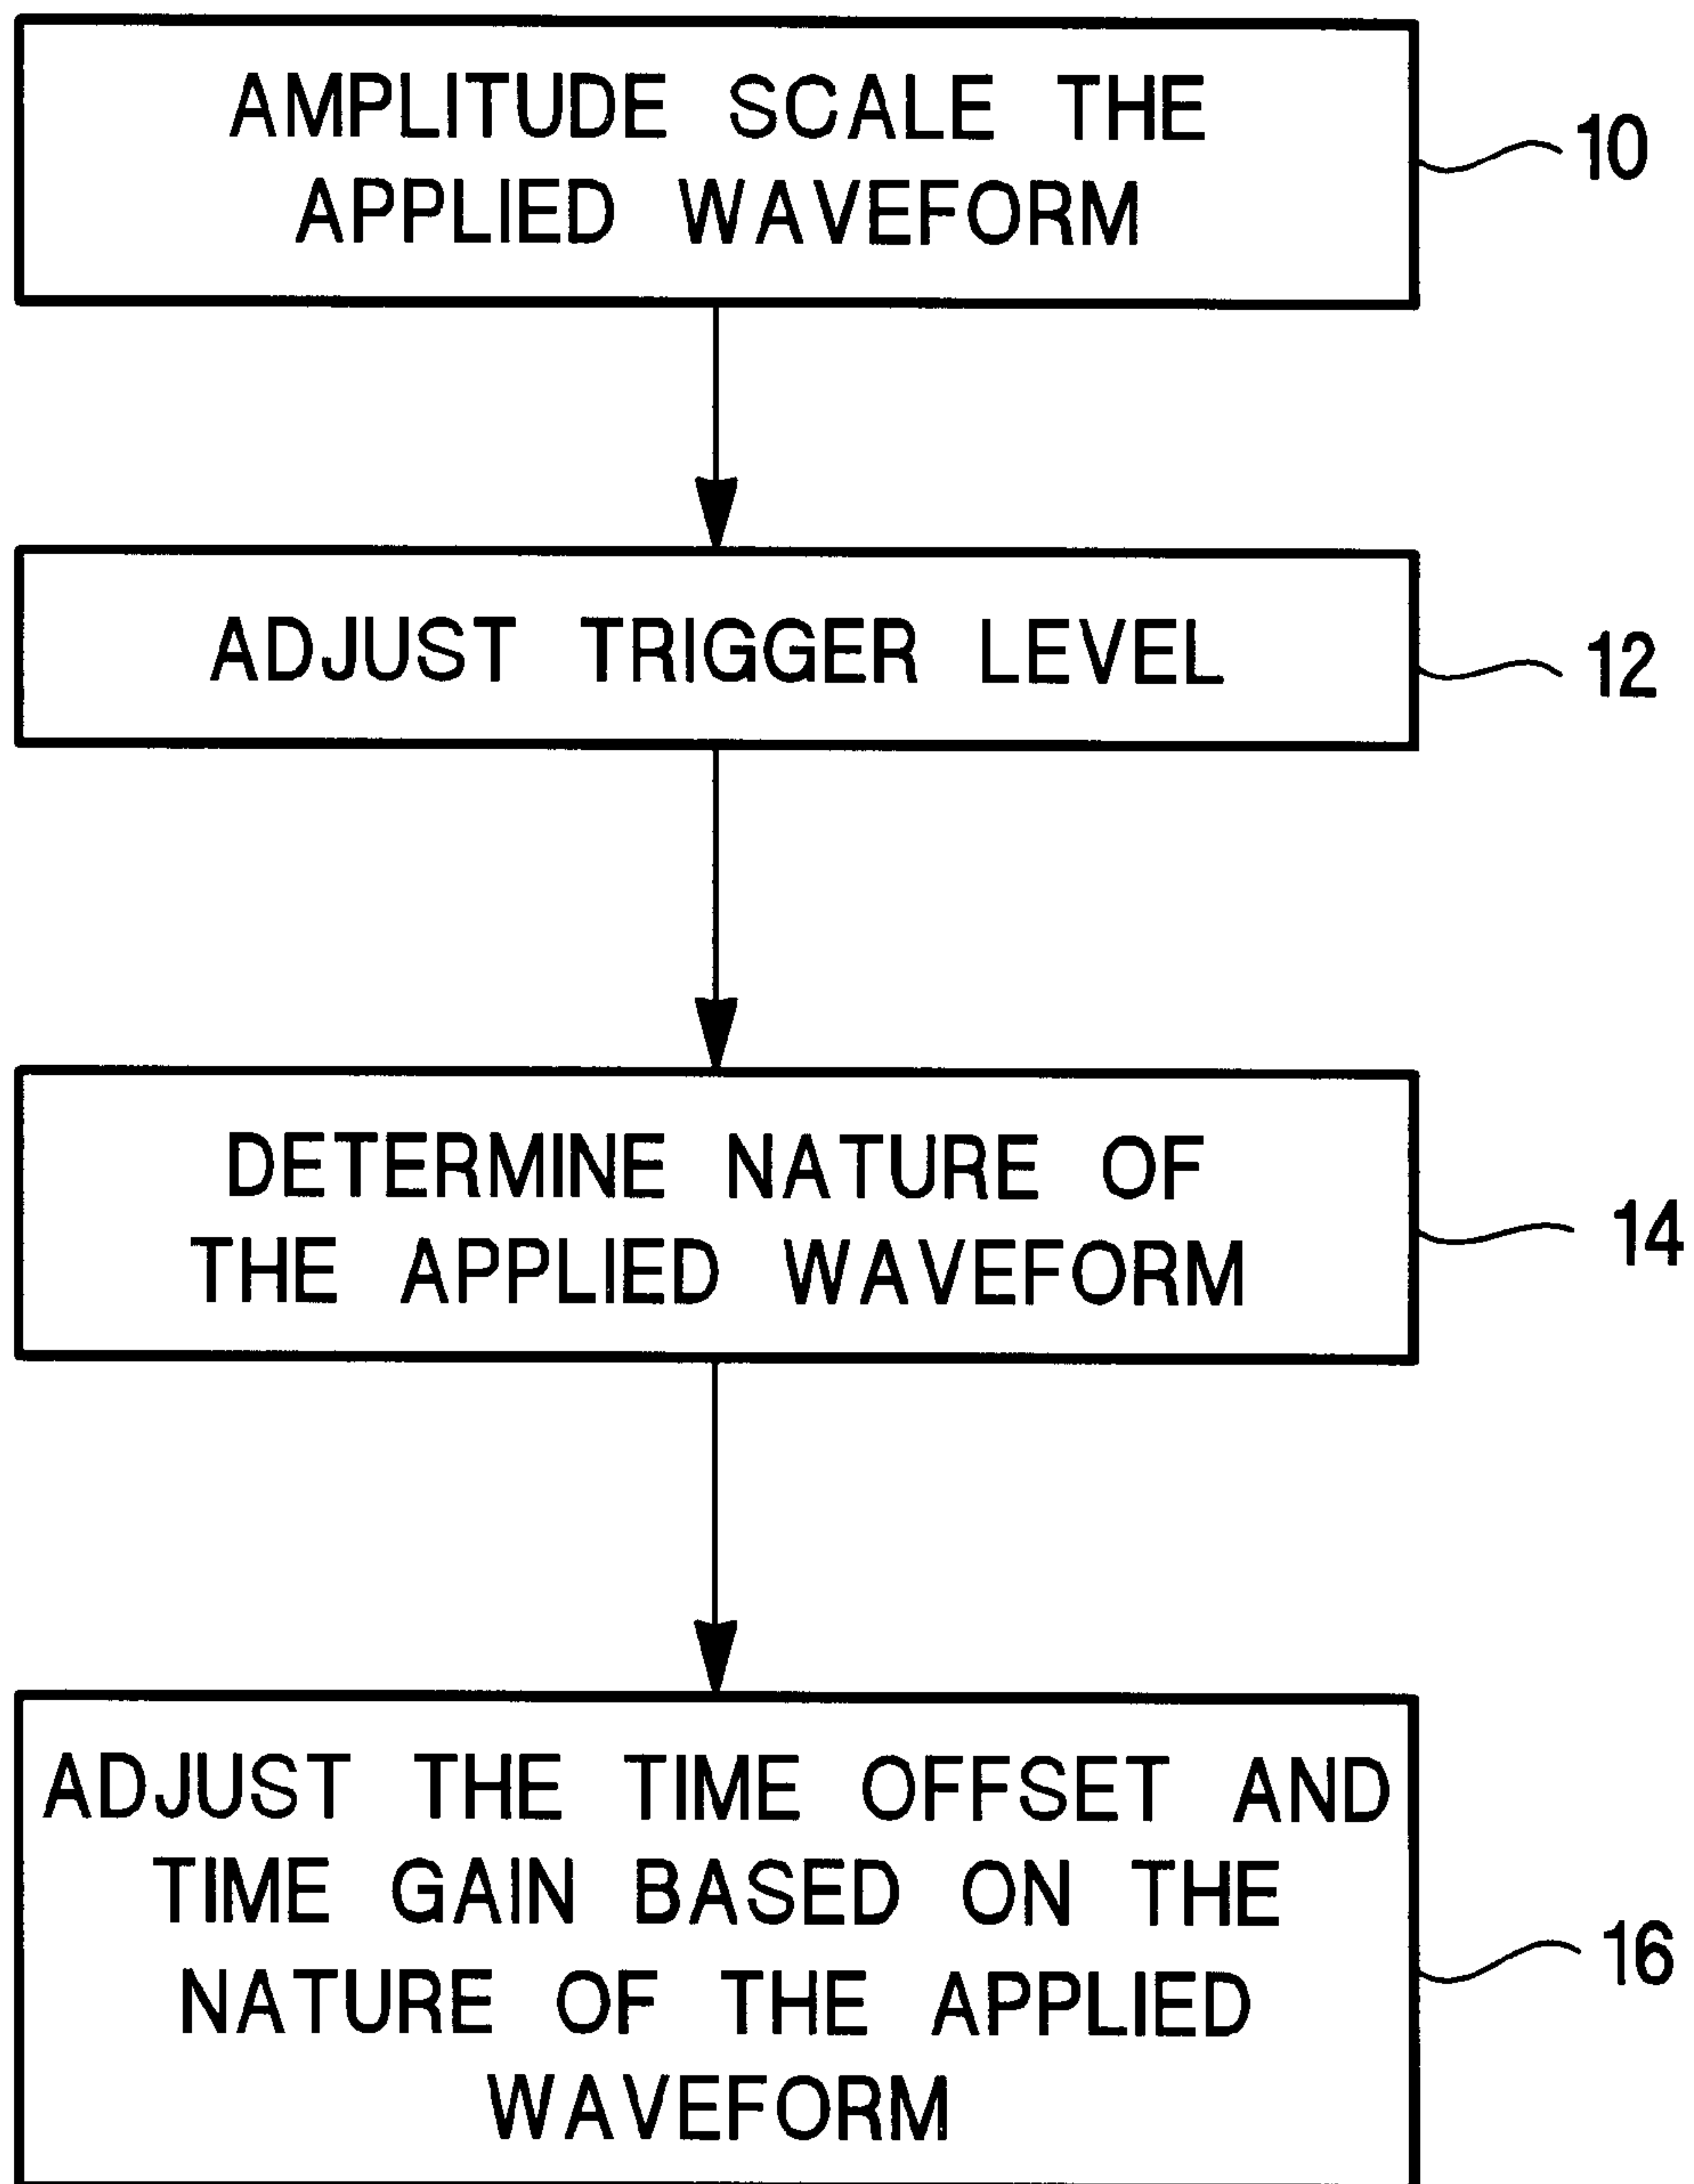 AMPLITUDE SCALE THE
APPLIED WAVEFORM
10
ADJUST TRIGGER LEVEL
12
DETERMINE NATURE OF
THE APPLIED WAVEFORM
14
ADJUST THE TIME OFFSET AND
TIME GAIN BASED ON THE
NATURE OF THE APPLIED
WAVEFORM
16